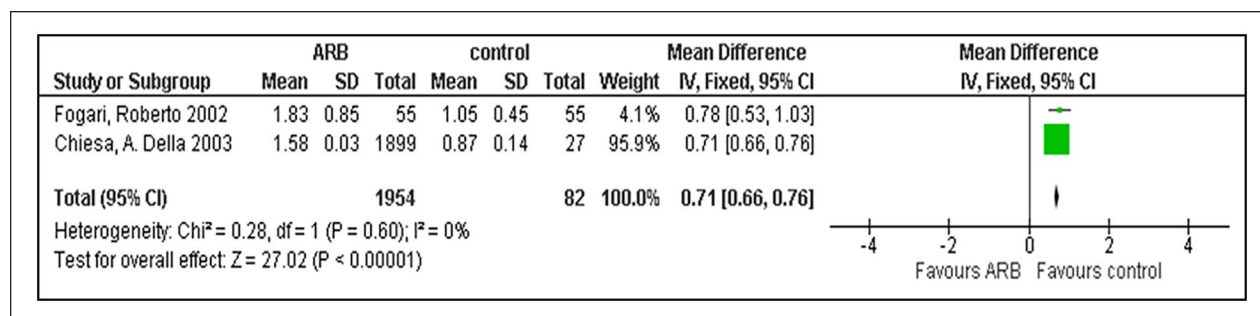 ARB control Mean Difference Mean Difference
Study or Subgroup Mean SD Total Mean SD Total Weight IV, Fixed, 95% CI IV, Fixed, 95% CI
Fogari, Roberto 2002 1.83 0.85 55 1.05 0.45 55 4.1% 0.78 [0.53, 1.03]
Chiesa, A. Della 2003 1.58 0.03 1899 0.87 0.14 27 95.9% 0.71 [0.66, 0.76]
Total (95% CI) 1954 82 100.0% 0.71 [0.66, 0.76]
Heterogeneity: Chi² = 0.28, df = 1 (P = 0.60); I² = 0%
Test for overall effect: Z = 27.02 (P < 0.00001)
-4 -2 0 2 4
Favours ARB Favours control